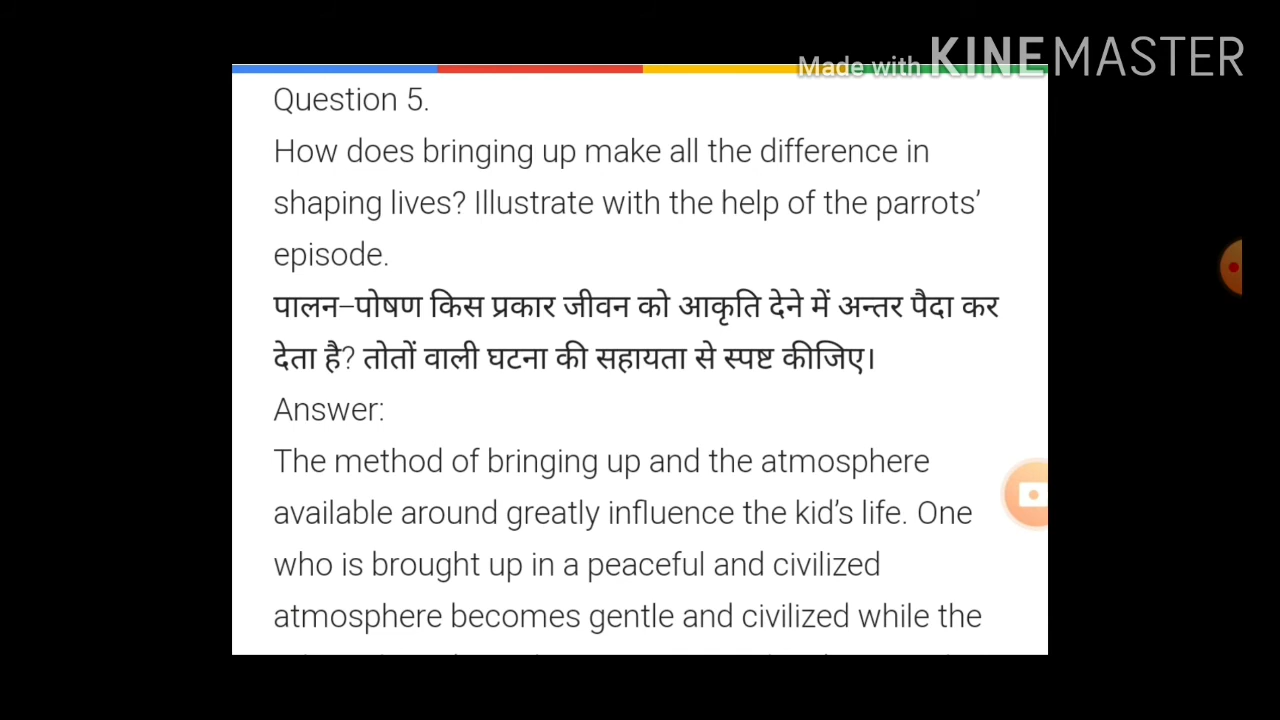 Made with KINEMASTER
Question 5.
How does bringing up make all the difference in
shaping lives? Illustrate with the help of the parrots’
episode.
पालन–पोषण किस प्रकार जीवन को आकृति देने में अन्तर पैदा कर
देता है? तोतों वाली घटना की सहायता से स्पष्ट कीजिए।
Answer:
The method of bringing up and the atmosphere
available around greatly influence the kid’s life. One
who is brought up in a peaceful and civilized
atmosphere becomes gentle and civilized while the